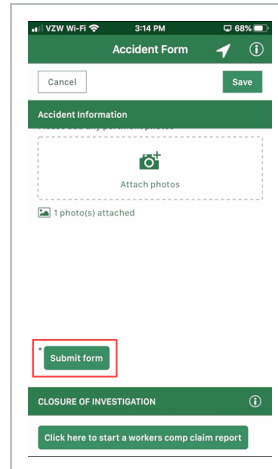 VZW Wi-Fi 3:14 PM 68%
Accident Form
Cancel Save
Accident Information
Attach photos
1 photo(s) attached
* Submit form
CLOSURE OF INVESTIGATION
Click here to start a workers comp claim report